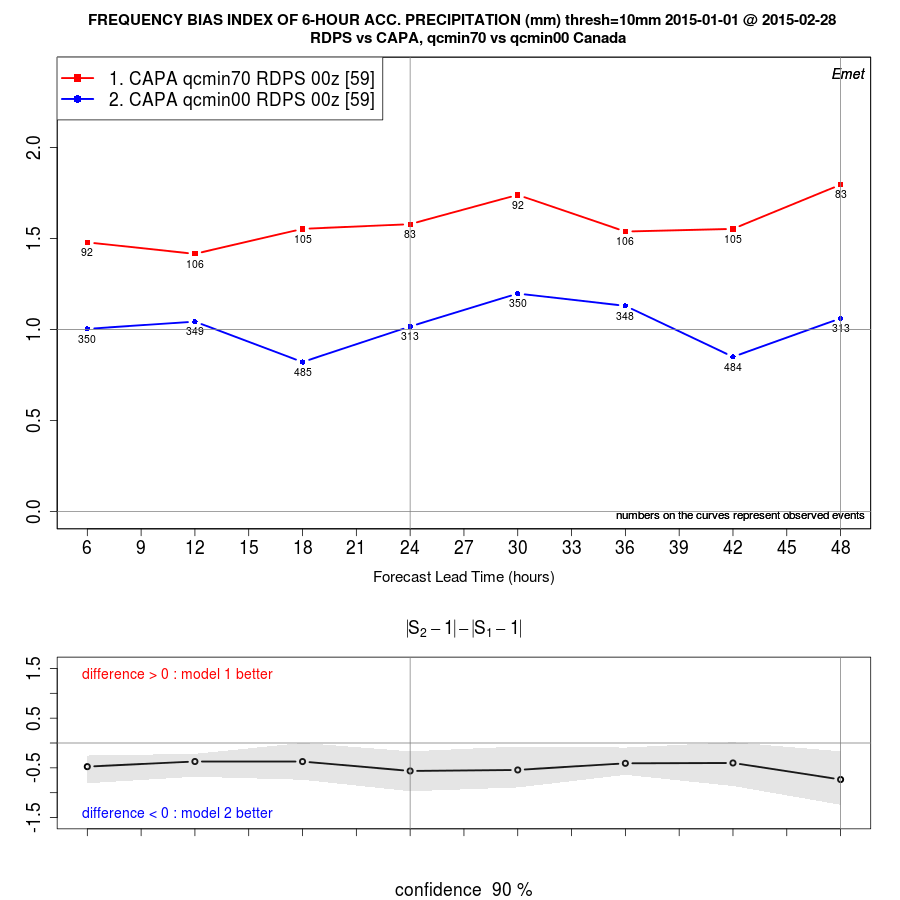 FREQUENCY BIAS INDEX OF 6-HOUR ACC. PRECIPITATION (mm) thresh=10mm 2015-01-01 @ 2015-02-28
RDPS vs CAPA, qcmin70 vs qcmin00 Canada
1. CAPA qcmin70 RDPS 00z [59]
2. CAPA qcmin00 RDPS 00z [59]
Emet
2.0
1.5
1.0
0.5
0.0
92 106 105 83 92 106 105 83
350 349 485 313 350 348 484 313
numbers on the curves represent observed events
6 9 12 15 18 21 24 27 30 33 36 39 42 45 48
Forecast Lead Time (hours)
|S₂ − 1| − |S₁ − 1|
1.5
0.5
-0.5
-1.5
difference > 0 : model 1 better
difference < 0 : model 2 better
confidence 90 %